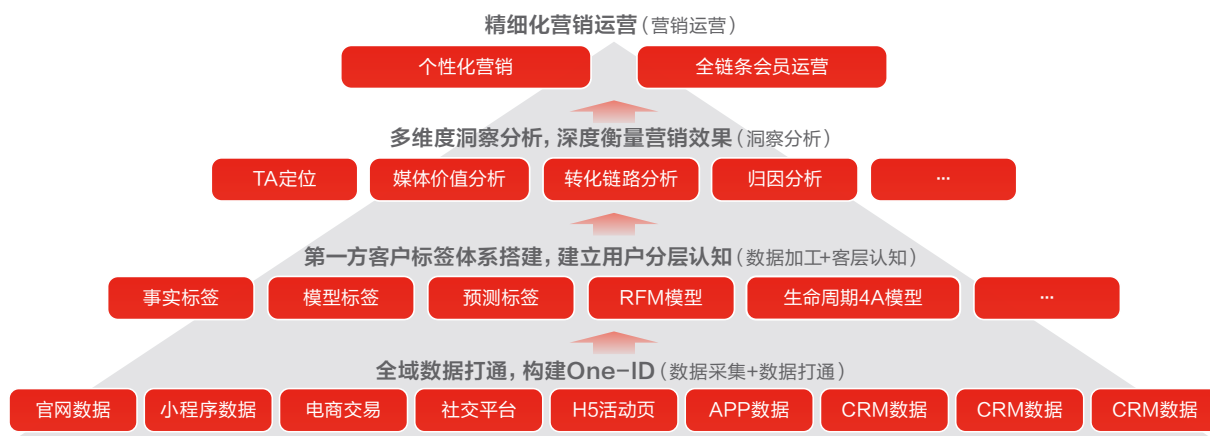 精细化营销运营(营销运营)
个性化营销 全链条会员运营
多维度洞察分析, 深度衡量营销效果(洞察分析)
TA定位 媒体价值分析 转化链路分析 归因分析 ...
第一方客户标签体系搭建, 建立用户分层认知(数据加工+客层认知)
事实标签 模型标签 预测标签 RFM模型 生命周期4A模型 ...
全域数据打通, 构建One-ID(数据采集+数据打通)
官网数据 小程序数据 电商交易 社交平台 H5活动页 APP数据 CRM数据 CRM数据 CRM数据